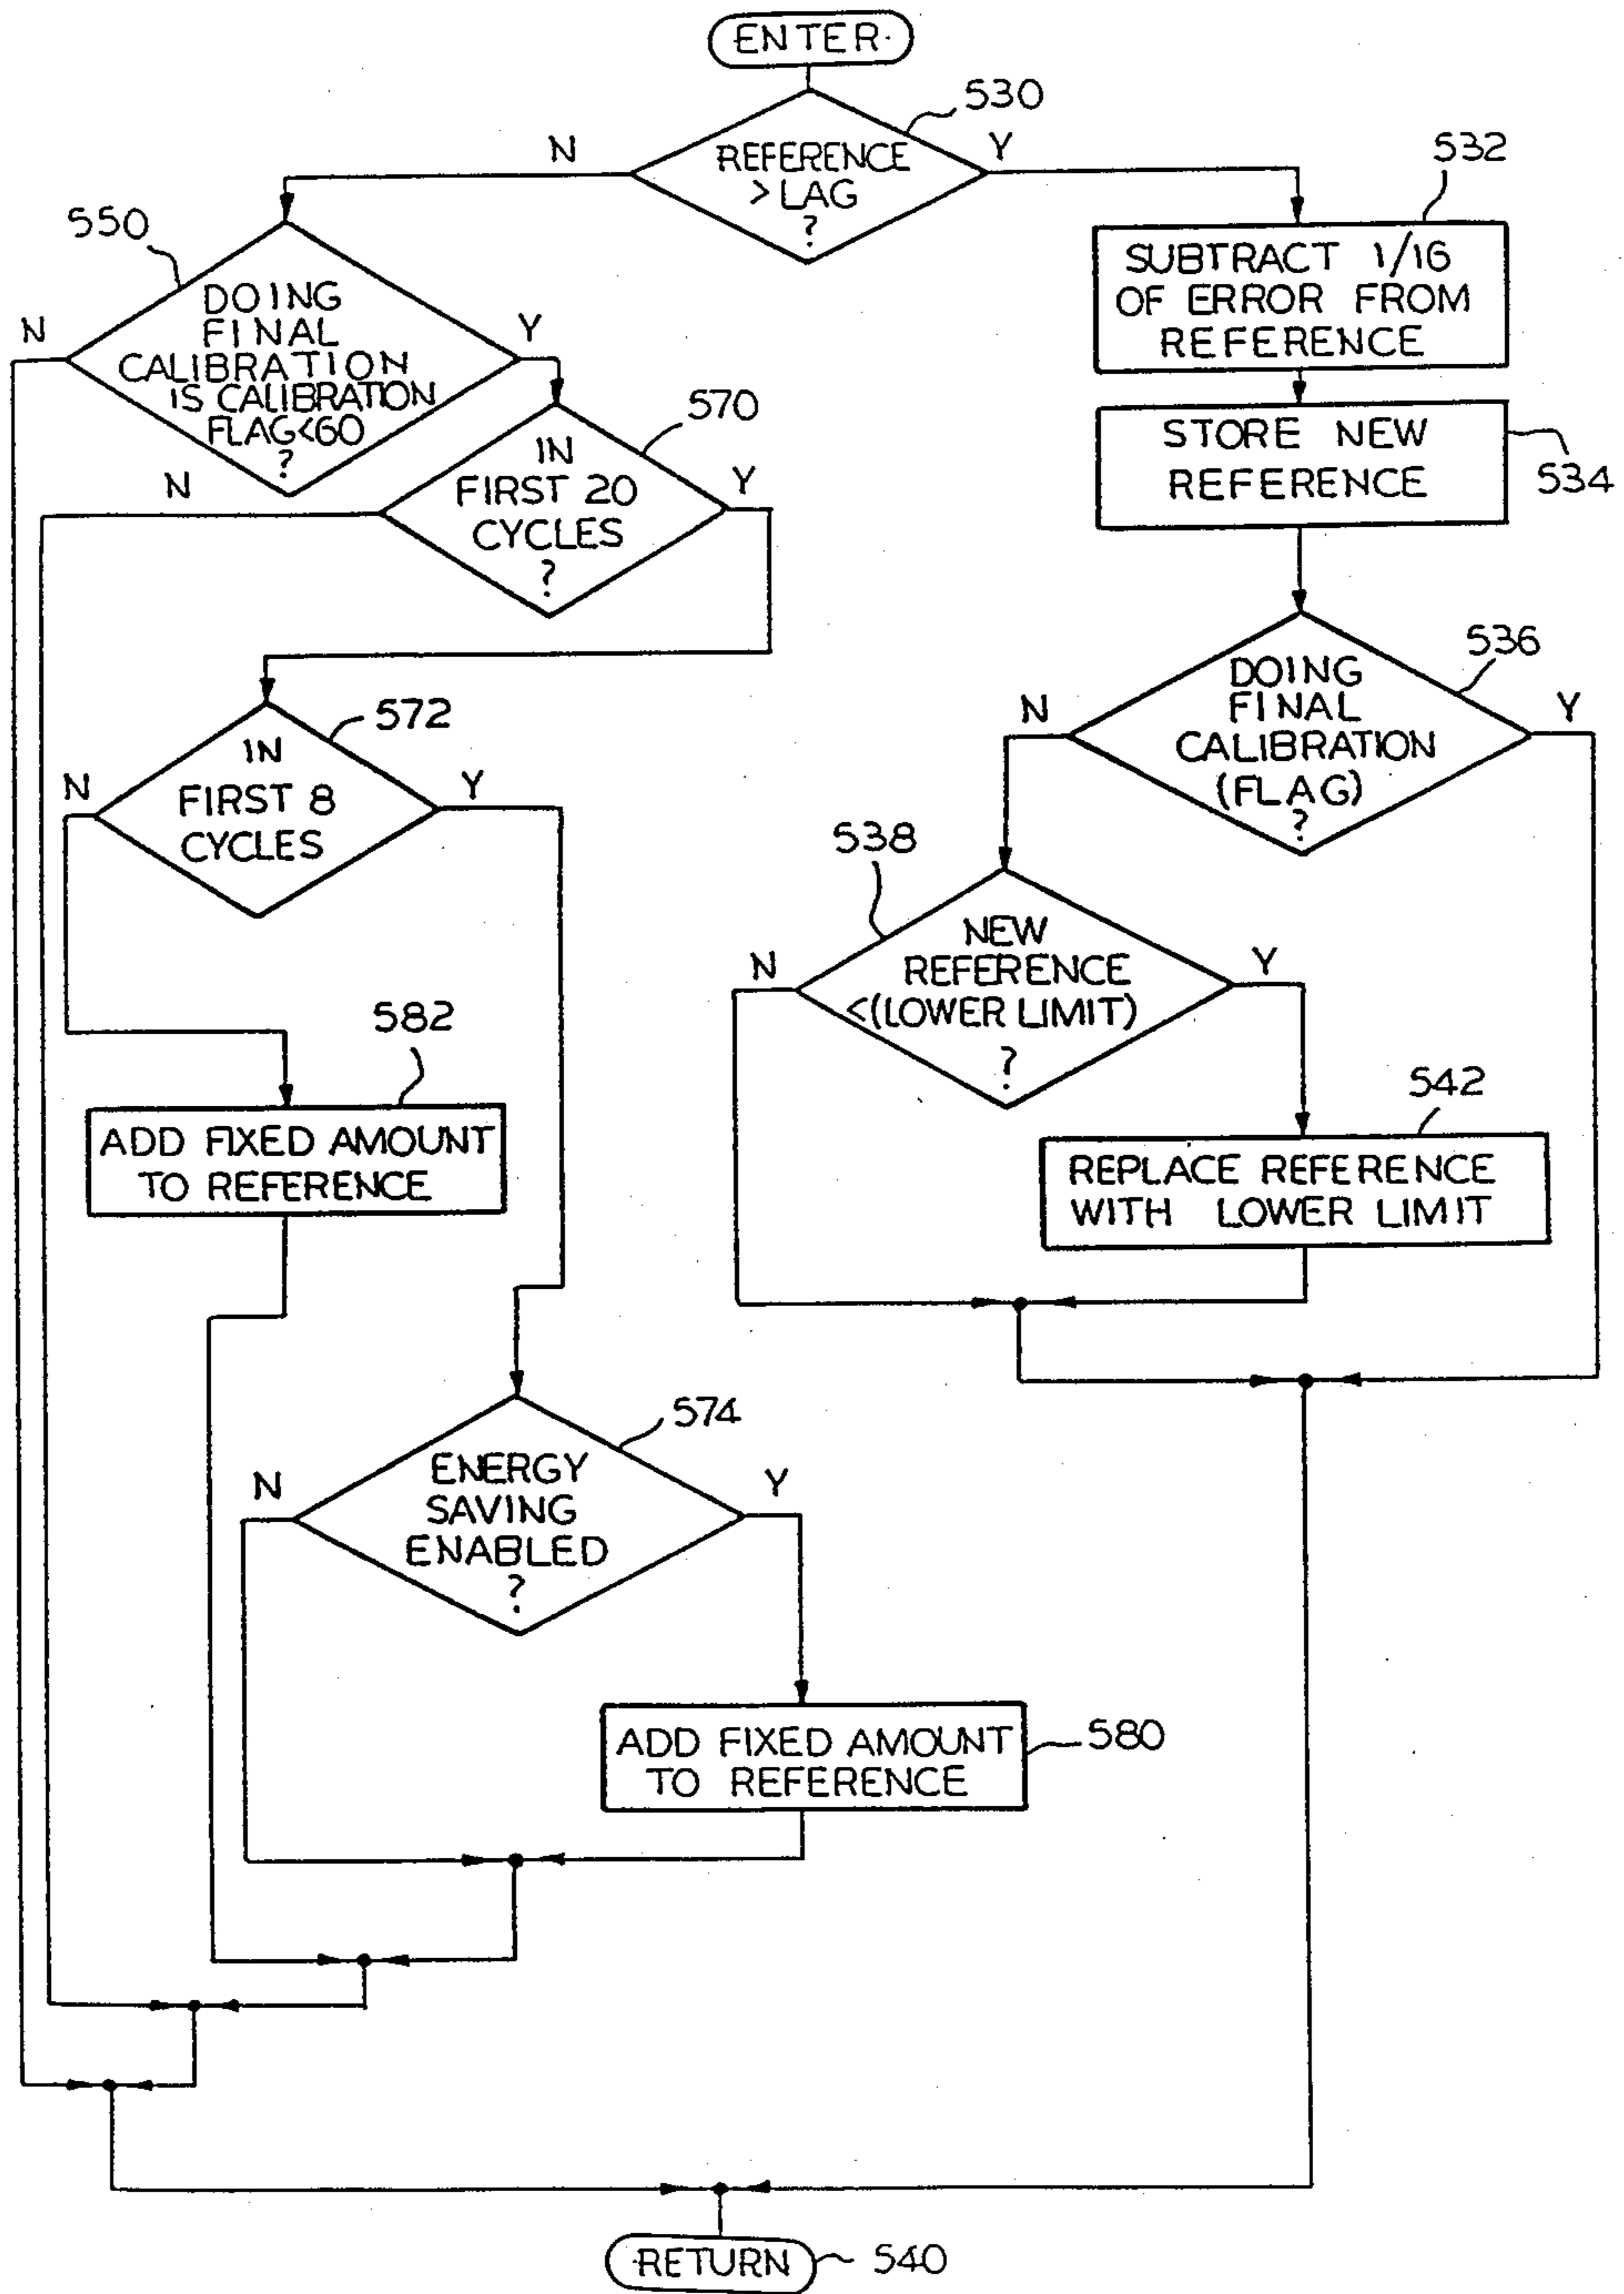 ENTER
530
N
REFERENCE
> LAG
?
Y
532
SUBTRACT 1/16
OF ERROR FROM
REFERENCE
STORE NEW
REFERENCE
534
550
DOING
FINAL
CALIBRATION
IS CALIBRATION
FLAG<60
?
N
Y
570
IN
FIRST 20
CYCLES
?
N
Y
536
DOING
FINAL
CALIBRATION
(FLAG)
?
N
Y
572
IN
FIRST 8
CYCLES
N
Y
538
NEW
REFERENCE
<(LOWER LIMIT)
?
N
Y
582
ADD FIXED AMOUNT
TO REFERENCE
542
REPLACE REFERENCE
WITH LOWER LIMIT
574
ENERGY
SAVING
ENABLED
?
N
Y
ADD FIXED AMOUNT
TO REFERENCE
580
RETURN
540